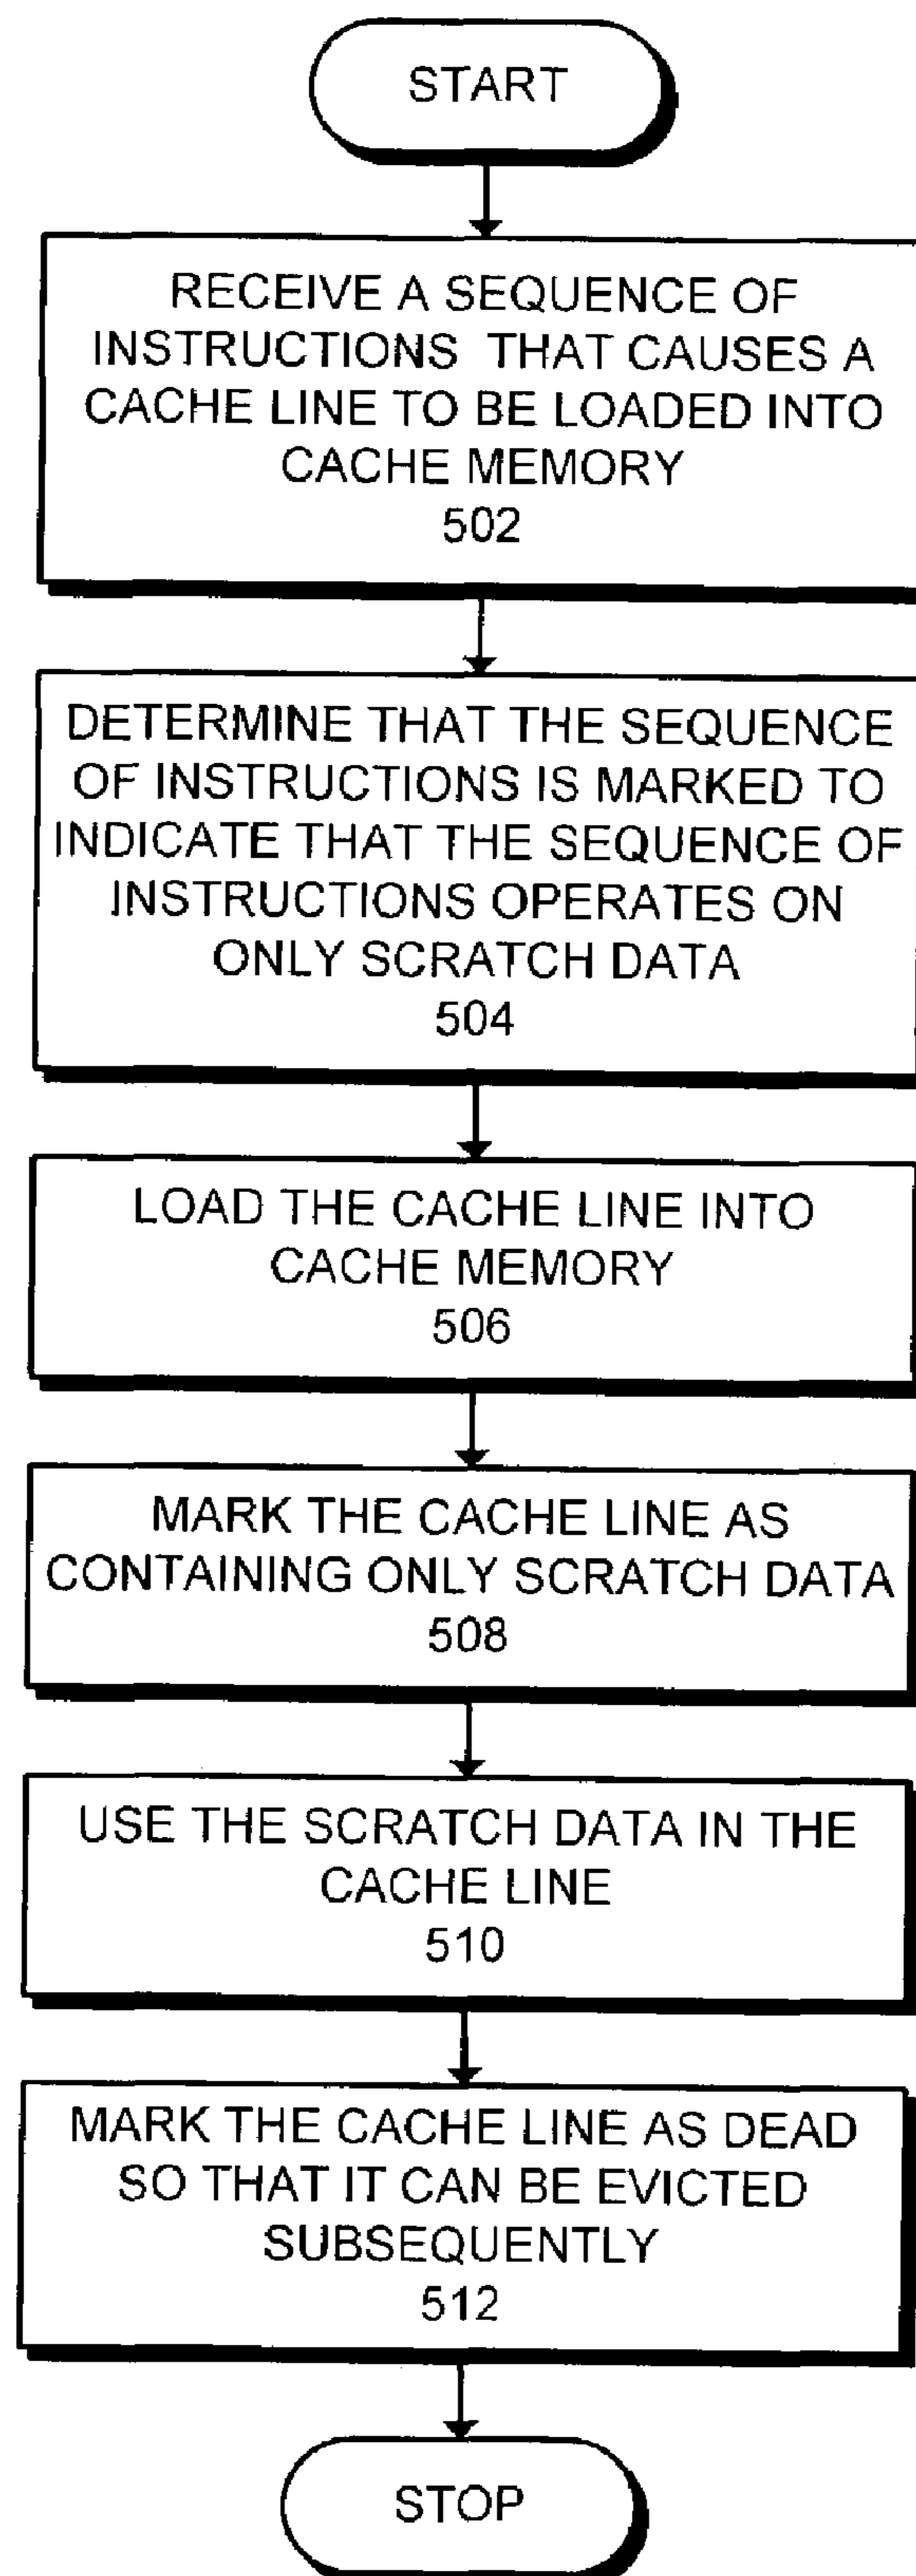 START
RECEIVE A SEQUENCE OF
INSTRUCTIONS THAT CAUSES A
CACHE LINE TO BE LOADED INTO
CACHE MEMORY
502
DETERMINE THAT THE SEQUENCE
OF INSTRUCTIONS IS MARKED TO
INDICATE THAT THE SEQUENCE OF
INSTRUCTIONS OPERATES ON
ONLY SCRATCH DATA
504
LOAD THE CACHE LINE INTO
CACHE MEMORY
506
MARK THE CACHE LINE AS
CONTAINING ONLY SCRATCH DATA
508
USE THE SCRATCH DATA IN THE
CACHE LINE
510
MARK THE CACHE LINE AS DEAD
SO THAT IT CAN BE EVICTED
SUBSEQUENTLY
512
STOP